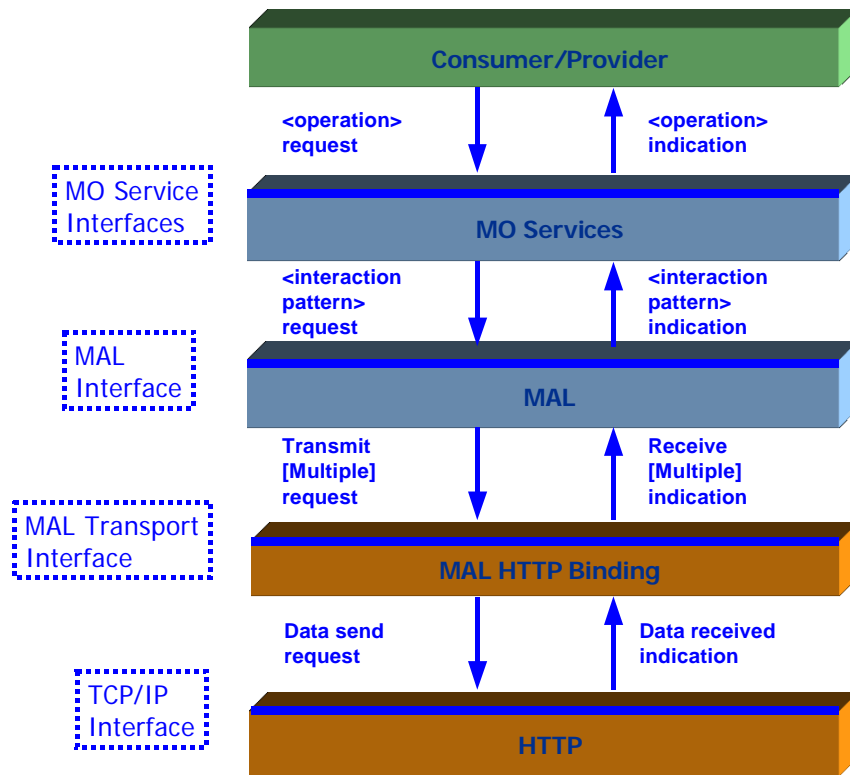 Consumer/Provider
<operation>
request
<operation>
indication
MO Service
Interfaces
MO Services
<interaction
pattern>
request
<interaction
pattern>
indication
MAL
Interface
MAL
Transmit
[Multiple]
request
Receive
[Multiple]
indication
MAL Transport
Interface
MAL HTTP Binding
Data send
request
Data received
indication
TCP/IP
Interface
HTTP